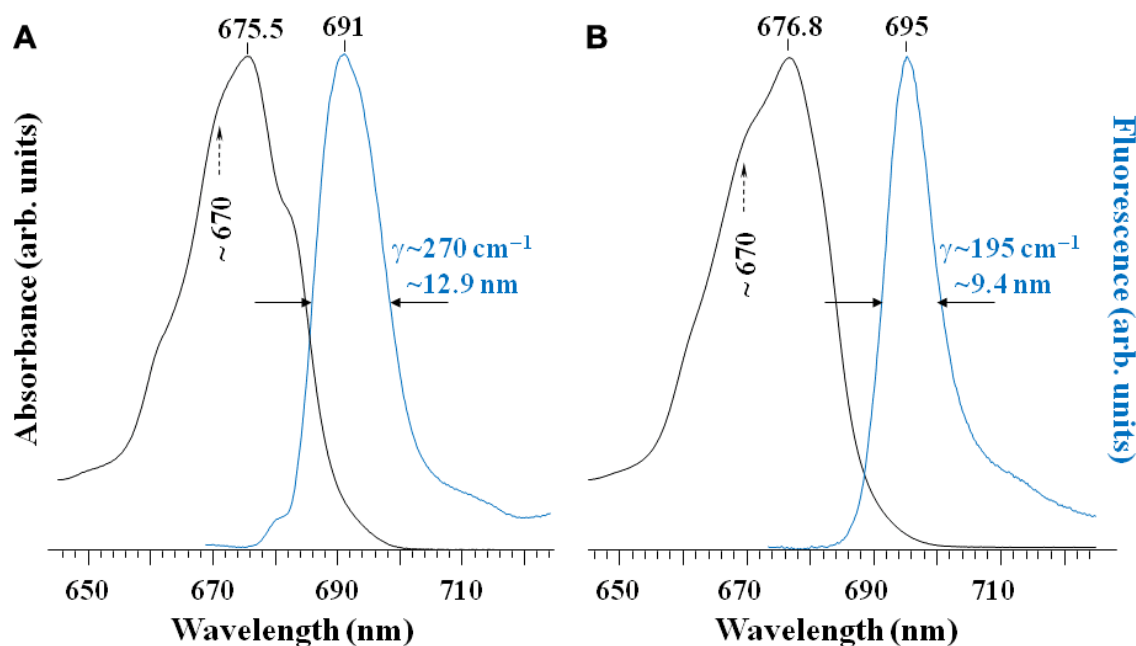 A
675.5
691
B
676.8
695
Absorbance (arb. units)
~ 670
γ~270 cm⁻¹
~12.9 nm
~ 670
γ~195 cm⁻¹
~9.4 nm
Fluorescence (arb. units)
650
670
690
710
650
670
690
710
Wavelength (nm)
Wavelength (nm)